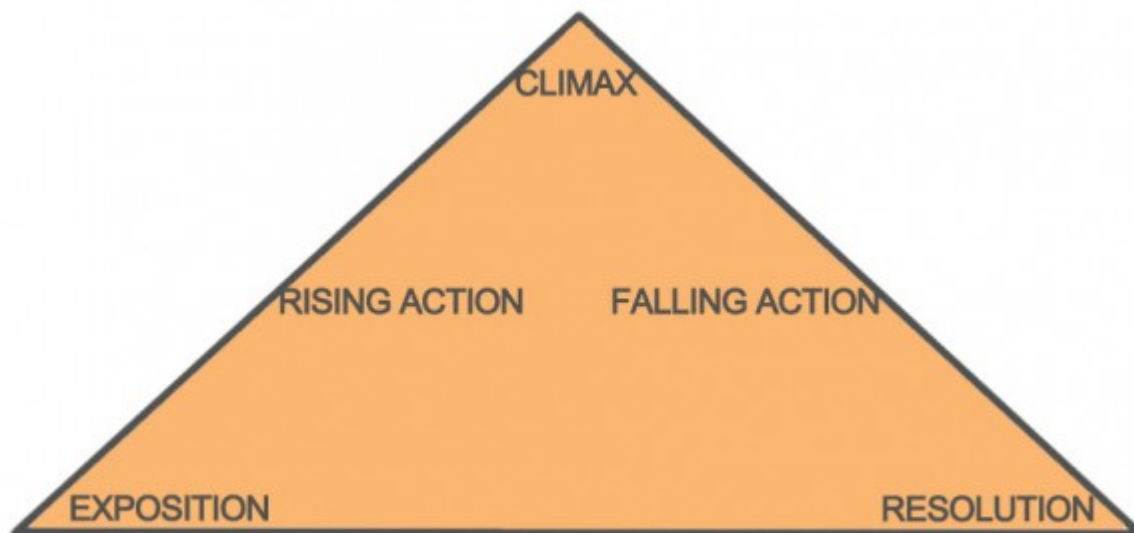 CLIMAX
RISING ACTION
FALLING ACTION
EXPOSITION
RESOLUTION